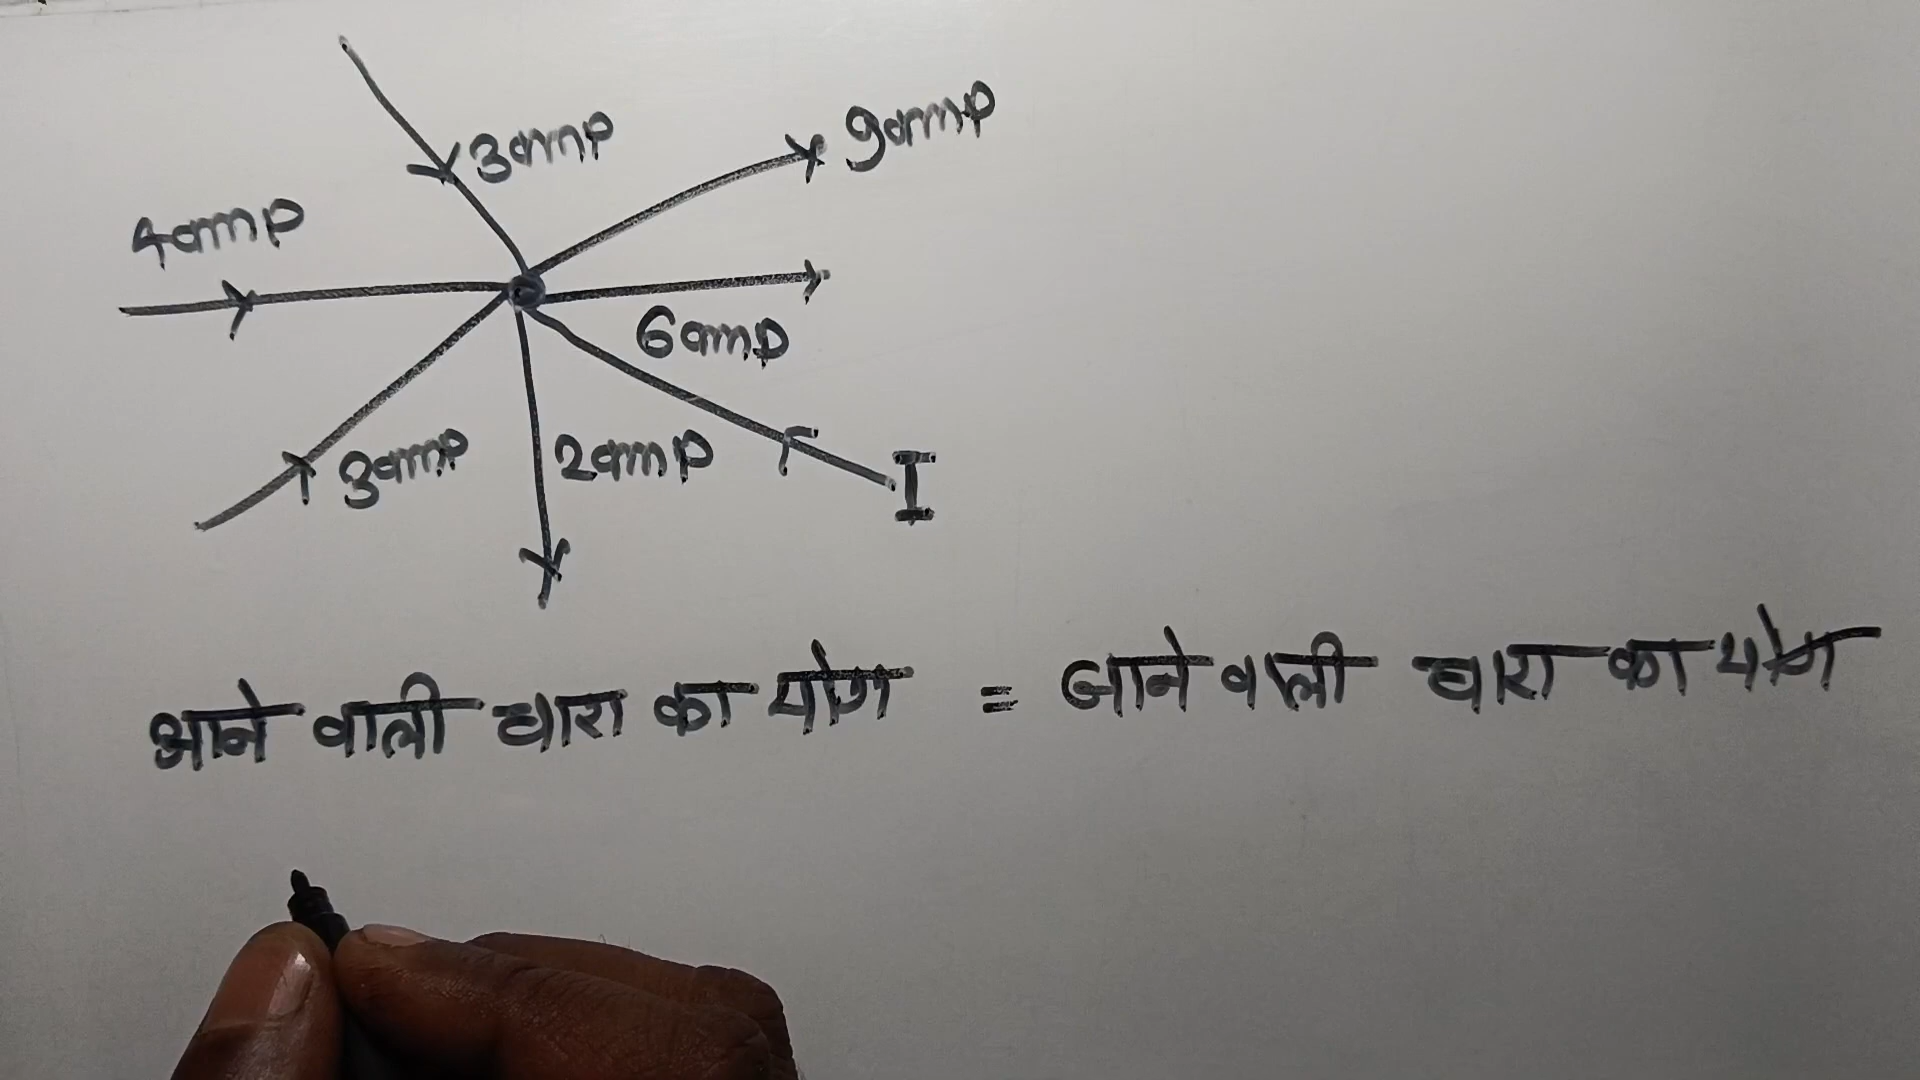 3amp
9amp
4amp
6amp
3amp
2amp
I
आने वाली धारा का योग = जाने वाली धारा का योग